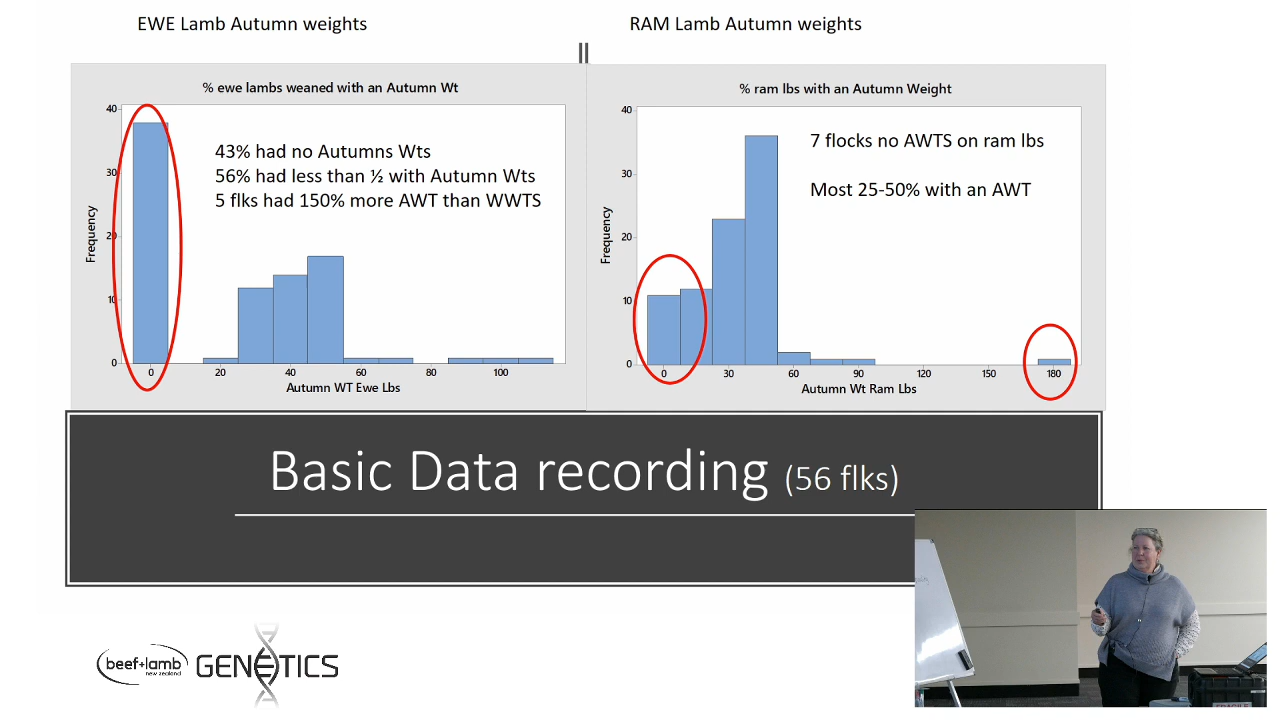 EWE Lamb Autumn weights
RAM Lamb Autumn weights
% ewe lambs weaned with an Autumn Wt
40
30
20
10
0
Frequency
43% had no Autumns Wts
56% had less than ½ with Autumn Wts
5 flks had 150% more AWT than WWTS
0 20 40 60 80 100
Autumn WT Ewe Lbs
% ram lbs with an Autumn Weight
40
30
20
10
0
Frequency
7 flocks no AWTS on ram lbs
Most 25-50% with an AWT
0 30 60 90 120 150 180
Autumn Wt Ram Lbs
Basic Data recording (56 flks)
beef+lamb
new zealand
GENETICS
FRAGILE